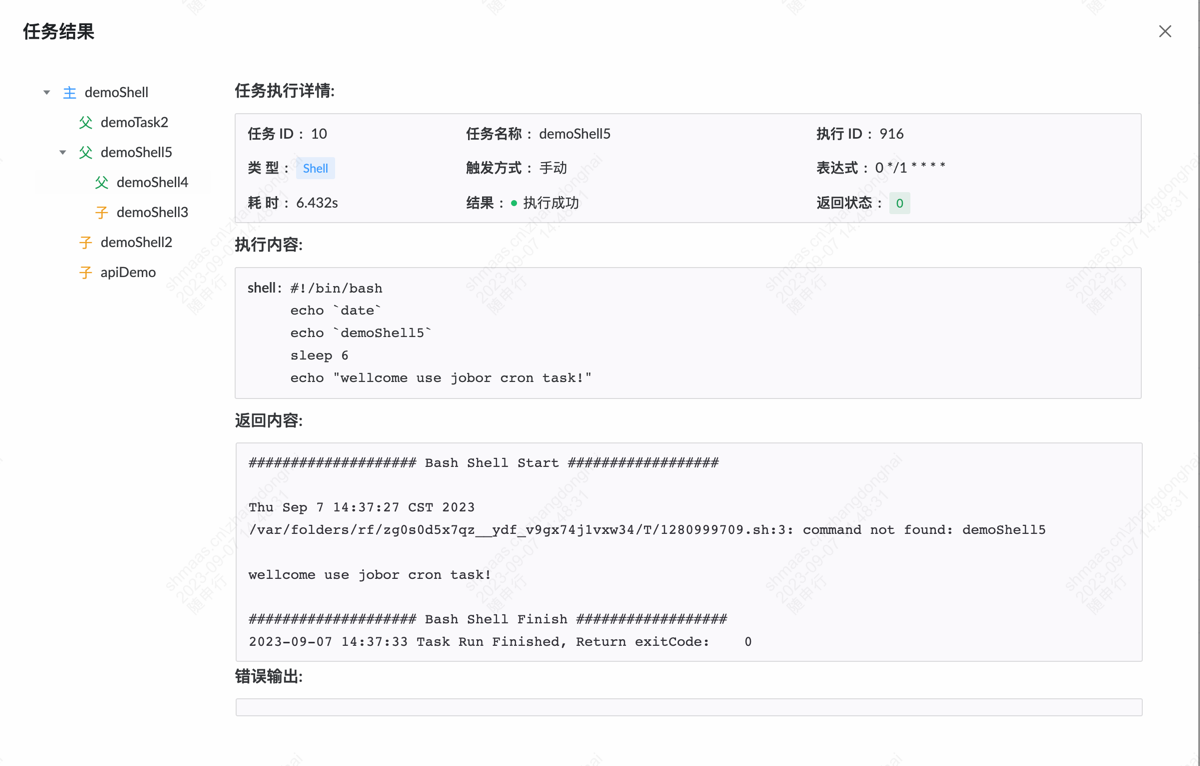 任务结果
主 demoShell
父 demoTask2
父 demoShell5
父 demoShell4
子 demoShell3
子 demoShell2
子 apiDemo
任务执行详情:
任务 ID： 10 任务名称： demoShell5 执行 ID： 916
类 型： Shell 触发方式： 手动 表达式： 0 */1 * * * *
耗 时： 6.432s 结果： 执行成功 返回状态： 0
执行内容:
shell: #!/bin/bash
echo `date`
echo `demoShell5`
sleep 6
echo "wellcome use jobor cron task!"
返回内容:
#################### Bash Shell Start ##################
Thu Sep 7 14:37:27 CST 2023
/var/folders/rf/zg0s0d5x7qz__ydf_v9gx74j1vxw34/T/1280999709.sh:3: command not found: demoShell5
wellcome use jobor cron task!
#################### Bash Shell Finish ##################
2023-09-07 14:37:33 Task Run Finished, Return exitCode: 0
错误输出: